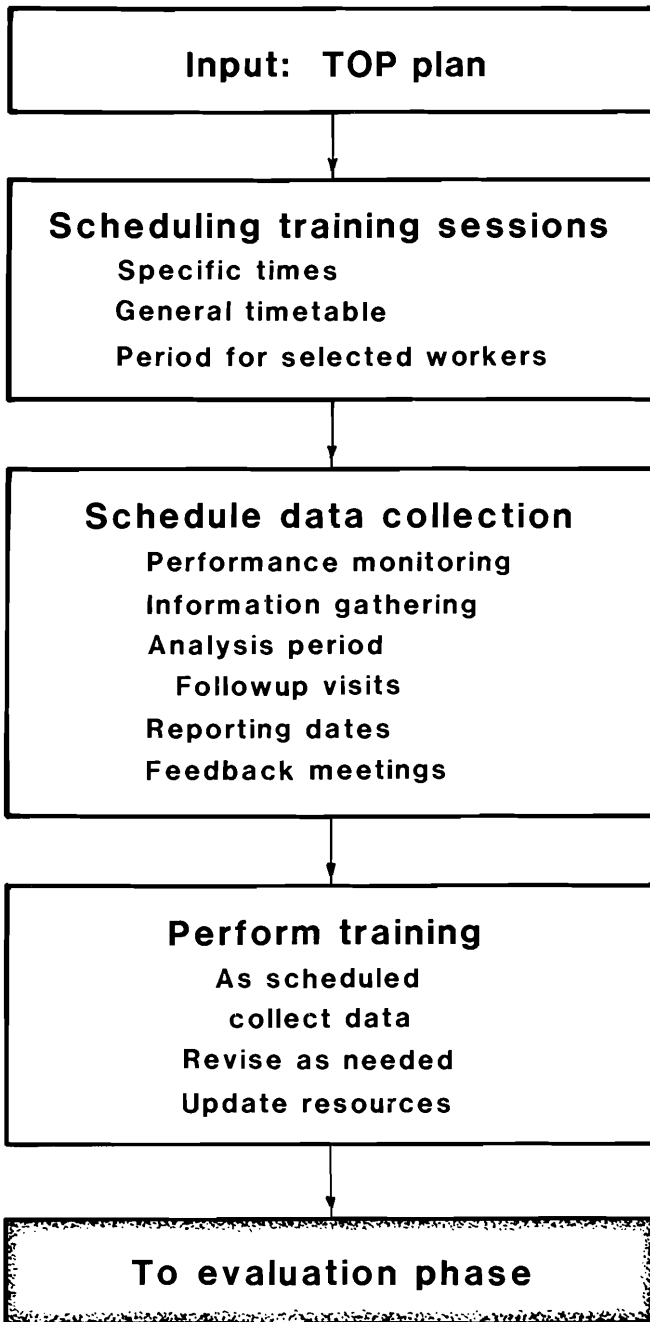 Input: TOP plan
Scheduling training sessions
Specific times
General timetable
Period for selected workers
Schedule data collection
Performance monitoring
Information gathering
Analysis period
Followup visits
Reporting dates
Feedback meetings
Perform training
As scheduled
collect data
Revise as needed
Update resources
To evaluation phase